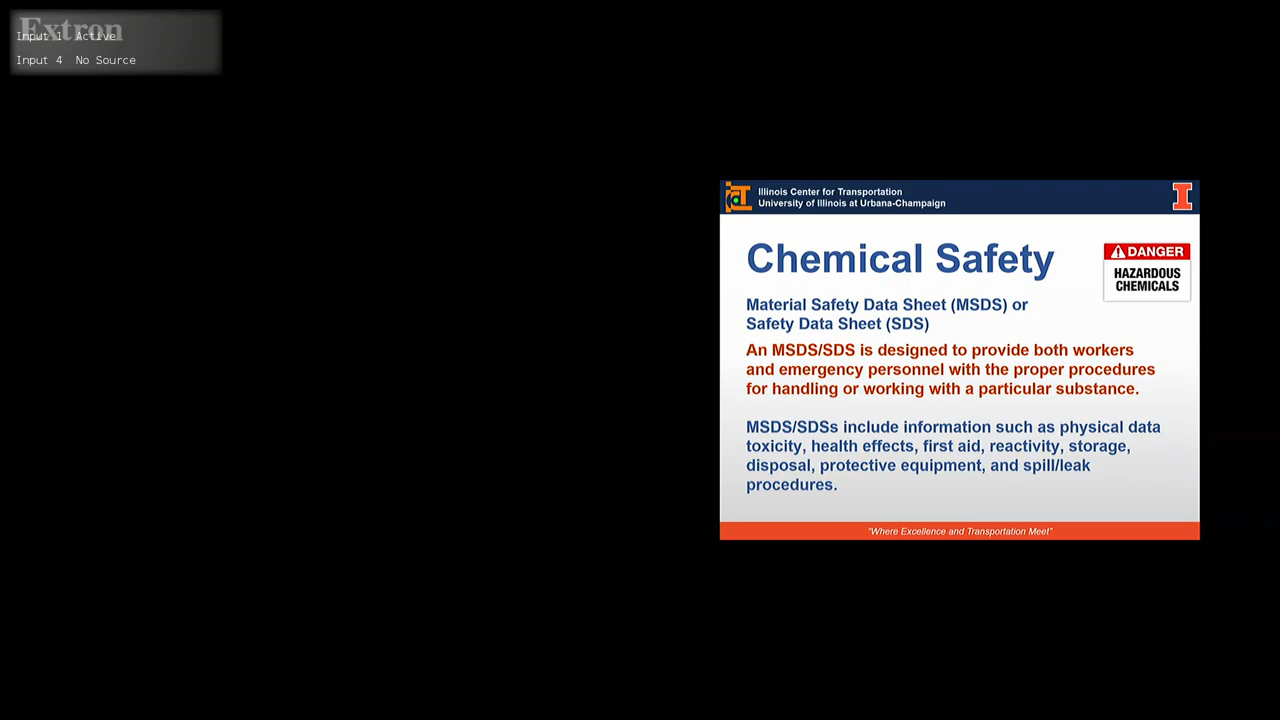 Extron
Input 1 Active
Input 4 No Source
Illinois Center for Transportation
University of Illinois at Urbana-Champaign
Chemical Safety
DANGER
HAZARDOUS
CHEMICALS
Material Safety Data Sheet (MSDS) or
Safety Data Sheet (SDS)
An MSDS/SDS is designed to provide both workers
and emergency personnel with the proper procedures
for handling or working with a particular substance.
MSDS/SDSs include information such as physical data
toxicity, health effects, first aid, reactivity, storage,
disposal, protective equipment, and spill/leak
procedures.
"Where Excellence and Transportation Meet"